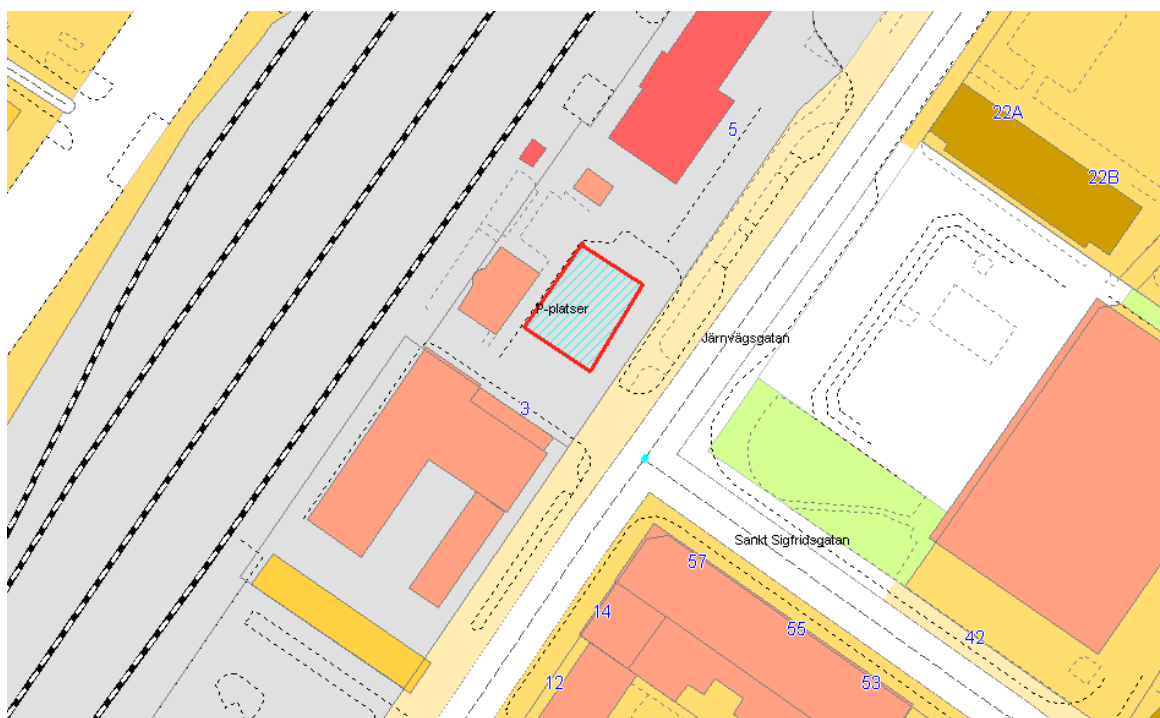 22A
5
22B
P-platser
Järnvägsgatan
3
Sankt Sigfridsgatan
57
14
55
42
12
53